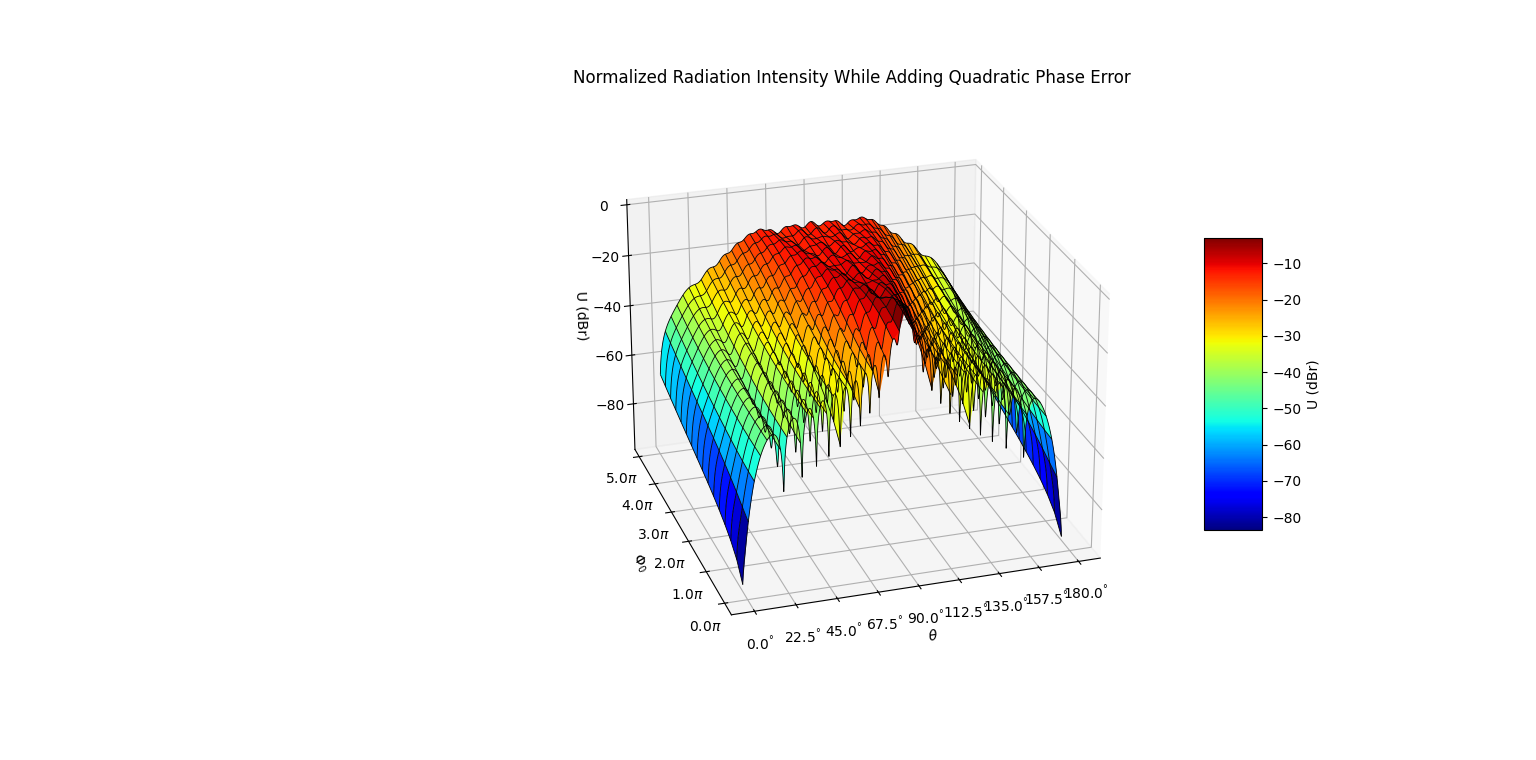 Normalized Radiation Intensity While Adding Quadratic Phase Error
0
−20
−40
−60
−80
U (dBr)
5.0π
4.0π
3.0π
2.0π
1.0π
0.0π
Φ₀
0.0°
22.5°
45.0°
67.5°
90.0°
112.5°
135.0°
157.5°
180.0°
θ
−10
−20
−30
−40
−50
−60
−70
−80
U (dBr)